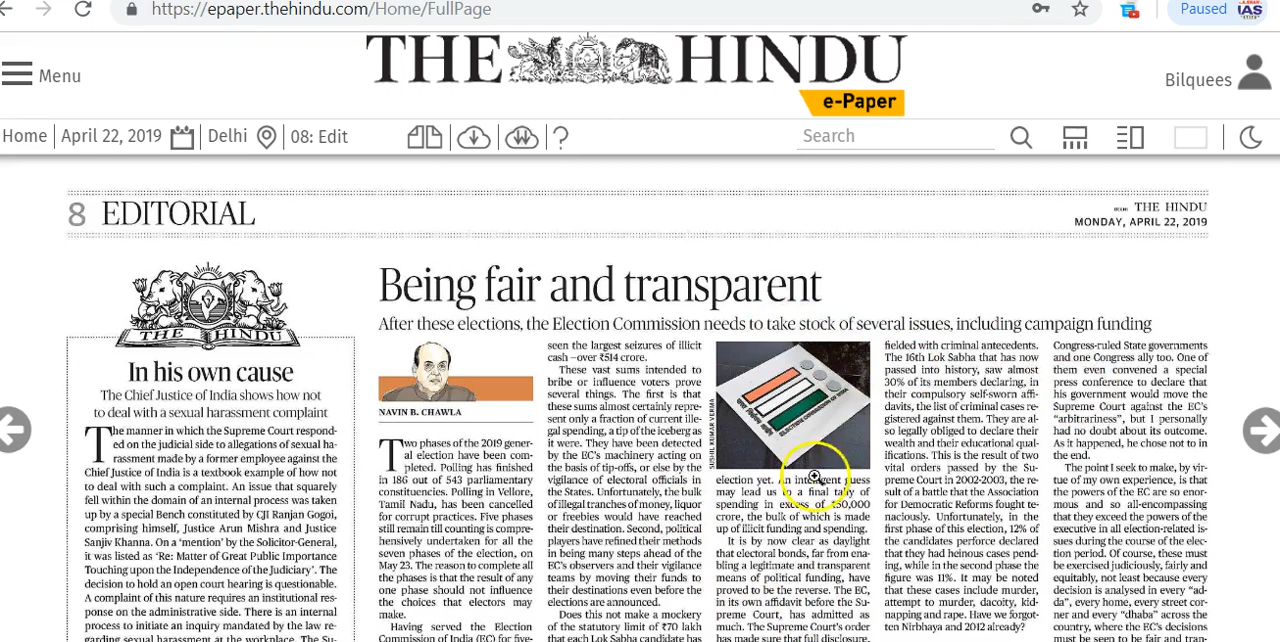 https://epaper.thehindu.com/Home/FullPage
Paused
IAS
Menu
THE HINDU
e-Paper
Bilquees
Home
April 22, 2019
Delhi
08: Edit
Search
8 EDITORIAL
THE HINDU
MONDAY, APRIL 22, 2019
THE HINDU
In his own cause
The Chief Justice of India shows how not
to deal with a sexual harassment complaint
The manner in which the Supreme Court respond-
ed on the judicial side to allegations of sexual ha-
rassment made by a former employee against the
Chief Justice of India is a textbook example of how not
to deal with such a complaint. An issue that squarely
fell within the domain of an internal process was taken
up by a special Bench constituted by CJI Ranjan Gogoi,
comprising himself, Justice Arun Mishra and Justice
Sanjiv Khanna. On a ‘mention’ by the Solicitor-General,
it was listed as ‘Re: Matter of Great Public Importance
Touching upon the Independence of the Judiciary’. The
decision to hold an open court hearing is questionable.
A complaint of this nature requires an institutional res-
ponse on the administrative side. There is an internal
process to initiate an inquiry mandated by the law re-
garding sexual harassment at the workplace. The Su-
Being fair and transparent
After these elections, the Election Commission needs to take stock of several issues, including campaign funding
NAVIN B. CHAWLA
Two phases of the 2019 gener-
al election have been com-
pleted. Polling has finished
in 186 out of 543 parliamentary
constituencies. Polling in Vellore,
Tamil Nadu, has been cancelled
for corrupt practices. Five phases
still remain till counting is compre-
hensively undertaken for all the
seven phases of the election, on
May 23. The reason to complete all
the phases is that the result of any
one phase should not influence
the choices that electors may
make.
Having served the Election
Commission of India (EC) for five-
seen the largest seizures of illicit
cash –over ₹514 crore.
These vast sums intended to
bribe or influence voters prove
several things. The first is that
these sums almost certainly repre-
sent only a fraction of current ille-
gal spending, a tip of the iceberg as
it were. They have been detected
by the EC’s machinery acting on
the basis of tip-offs, or else by the
vigilance of electoral officials in
the States. Unfortunately, the bulk
of illegal tranches of money, liquor
or freebies would have reached
their destination. Second, political
players have refined their methods
in being many steps ahead of the
EC’s observers and their vigilance
teams by moving their funds to
their destinations even before the
elections are announced.
Does this not make a mockery
of the statutory limit of ₹70 lakh
that each Lok Sabha candidate has
SUSHIL KUMAR VERMA
ELECTION COMMISSION OF INDIA
election yet. An intelligent guess
may lead us to a final tally of
spending in excess of ₹50,000
crore, the bulk of which is made
up of illicit funding and spending.
It is by now clear as daylight
that electoral bonds, far from ena-
bling a legitimate and transparent
means of political funding, have
proved to be the reverse. The EC,
in its own affidavit before the Su-
preme Court, has admitted as
much. The Supreme Court’s order
has made sure that full disclosure,
fielded with criminal antecedents.
The 16th Lok Sabha that has now
passed into history, saw almost
30% of its members declaring, in
their compulsory self-sworn affi-
davits, the list of criminal cases re-
gistered against them. They are al-
so legally obliged to declare their
wealth and their educational qual-
ifications. This is the result of two
vital orders passed by the Su-
preme Court in 2002-2003, the re-
sult of a battle that the Association
for Democratic Reforms fought te-
naciously. Unfortunately, in the
first phase of this election, 12% of
the candidates perforce declared
that they had heinous cases pend-
ing, while in the second phase the
figure was 11%. It may be noted
that these cases include murder,
attempt to murder, dacoity, kid-
napping and rape. Have we forgot-
ten Nirbhaya and 2012 already?
Congress-ruled State governments
and one Congress ally too. One of
them even convened a special
press conference to declare that
his government would move the
Supreme Court against the EC’s
“arbitrariness”, but I personally
had no doubt about its outcome.
As it happened, he chose not to in
the end.
The point I seek to make, by vir-
tue of my own experience, is that
the powers of the EC are so enor-
mous and so all-encompassing
that they exceed the powers of the
executive in all election-related is-
sues during the course of the elec-
tion period. Of course, these must
be exercised judiciously, fairly and
equitably, not least because every
decision is analysed in every “ad-
da”, every home, every street cor-
ner and every “dhaba” across the
country, where the EC’s decisions
must be seen to be fair and tran-